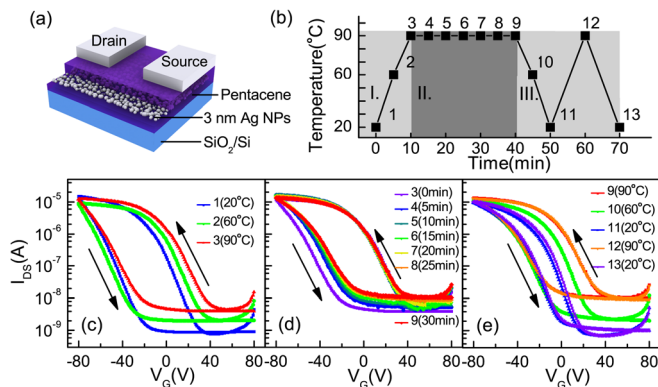 (a)
Drain
Source
Pentacene
3 nm Ag NPs
SiO₂/Si
(b)
Temperature(°C)
90
60
20
I.
II.
III.
1
2
3 4 5 6 7 8 9
10
11
12
13
0 10 20 30 40 50 60 70
Time(min)
I_DS(A)
10⁻⁵
10⁻⁶
10⁻⁷
10⁻⁸
10⁻⁹
1(20°C)
2(60°C)
3(90°C)
(c)
-80 -40 0 40 80
V_G(V)
3(0min)
4(5min)
5(10min)
6(15min)
7(20min)
8(25min)
9(30min)
(d)
-80 -40 0 40 80
V_G(V)
9(90°C)
10(60°C)
11(20°C)
12(90°C)
13(20°C)
(e)
-80 -40 0 40 80
V_G(V)